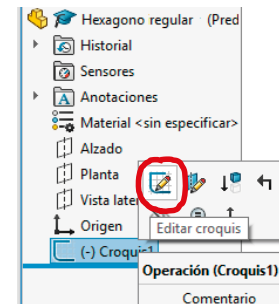 Hexagono regular (Pred
Historial
Sensores
Anotaciones
Material <sin especificar>
Alzado
Planta
Vista late
Origen
Editar croquis
(-) Croquis1
Operación (Croquis1)
Comentario